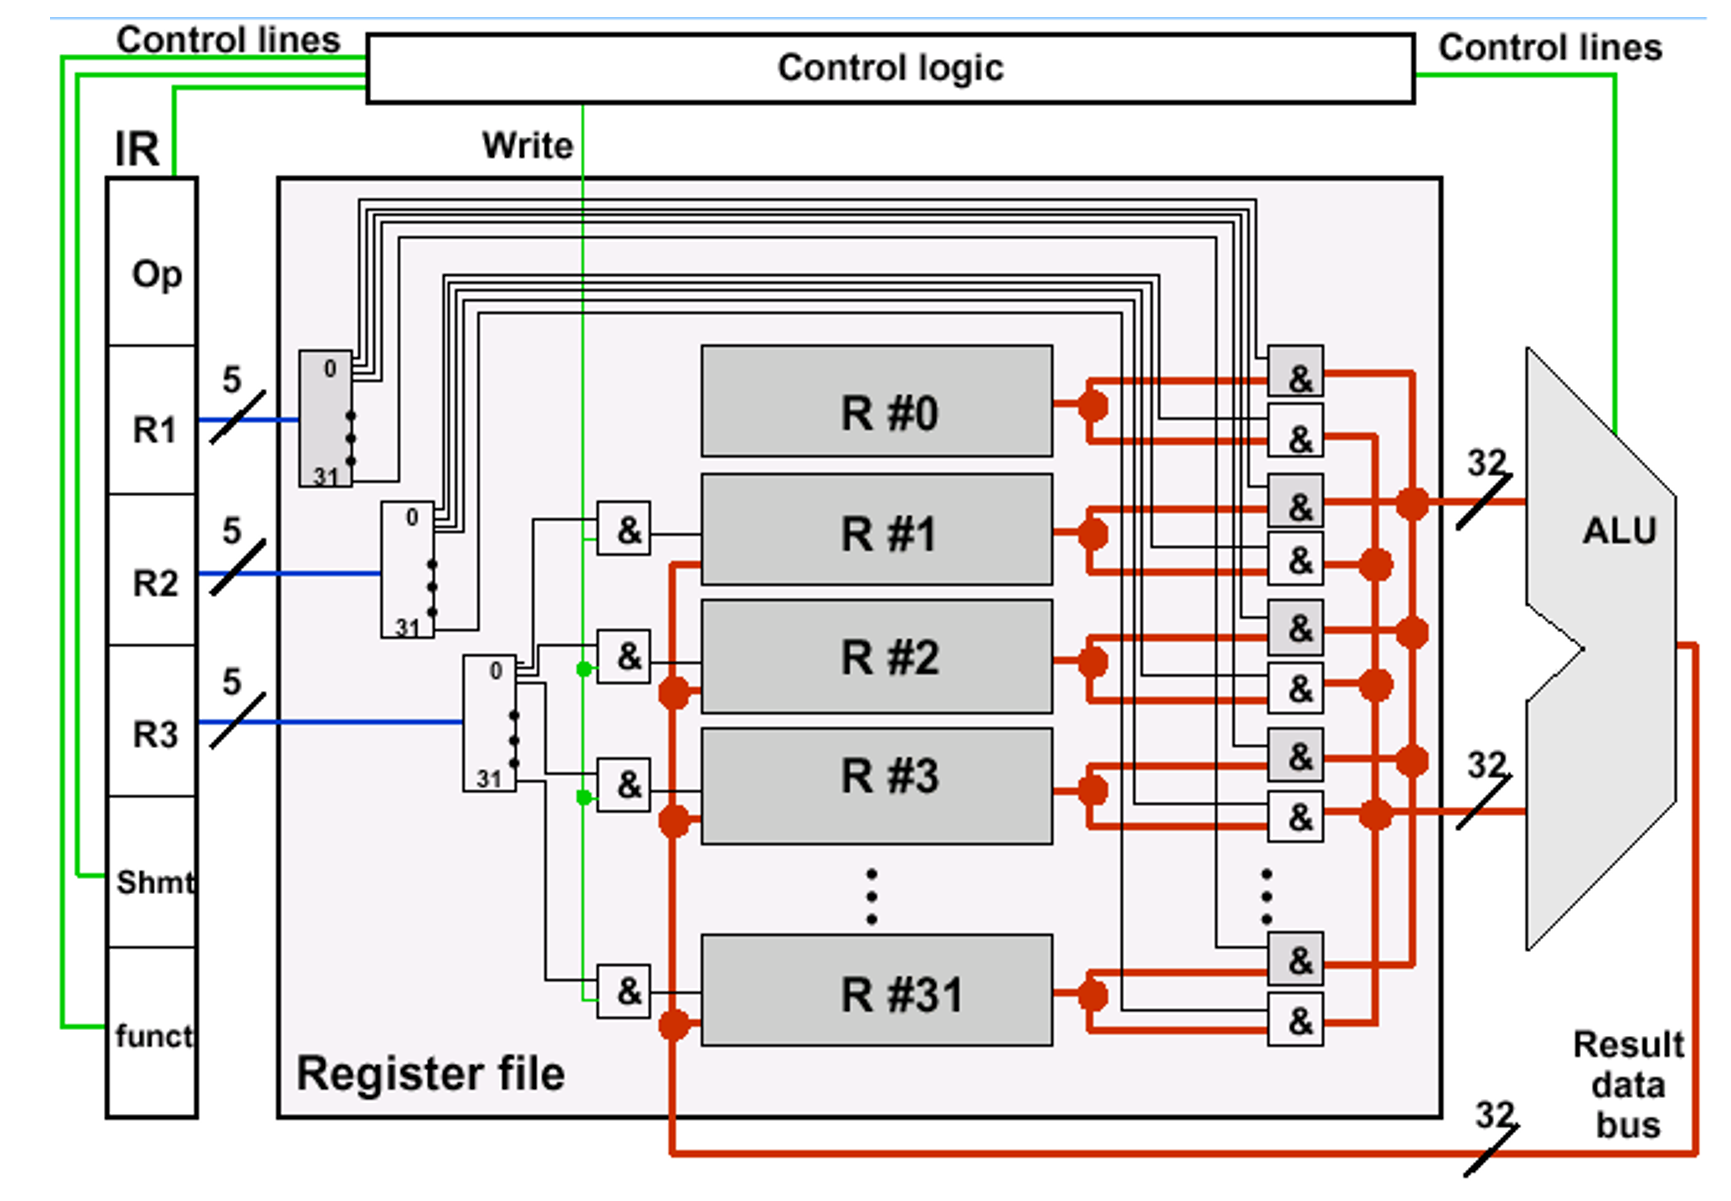 Control lines
Control logic
Control lines
IR
Write
Op
R1
R2
R3
Shmt
funct
5
5
5
0
31
0
31
0
31
&
&
&
&
R #0
R #1
R #2
R #3
R #31
&
&
&
&
&
&
&
&
&
&
32
32
ALU
Register file
Result
data
bus
32